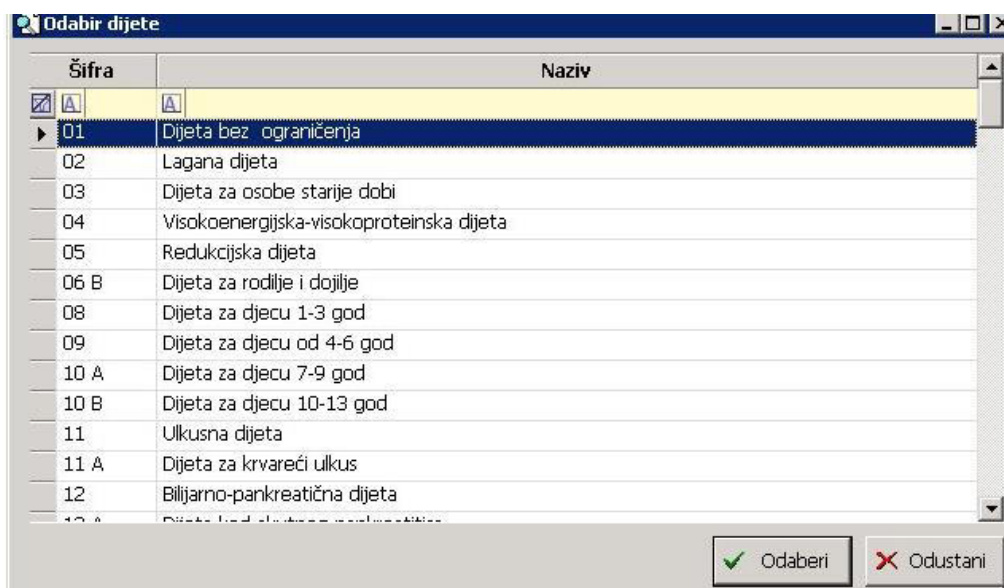 Odabir dijete
Šifra Naziv
01 Dijeta bez ograničenja
02 Lagana dijeta
03 Dijeta za osobe starije dobi
04 Visokoenergijska-visokoproteinska dijeta
05 Redukcijska dijeta
06 B Dijeta za rodilje i dojilje
08 Dijeta za djecu 1-3 god
09 Dijeta za djecu od 4-6 god
10 A Dijeta za djecu 7-9 god
10 B Dijeta za djecu 10-13 god
11 Ulkusna dijeta
11 A Dijeta za krvareći ulkus
12 Bilijarno-pankreatična dijeta
Odaberi Odustani